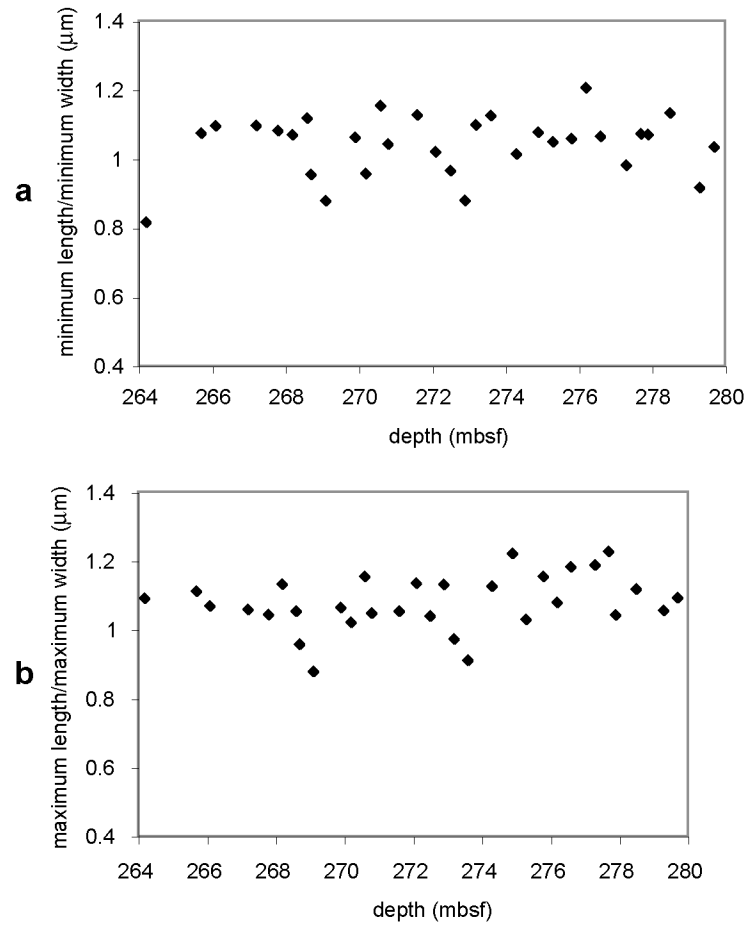 a
minimum length/minimum width (μm)
1.4
1.2
1
0.8
0.6
0.4
264 266 268 270 272 274 276 278 280
depth (mbsf)
b
maximum length/maximum width (μm)
1.4
1.2
1
0.8
0.6
0.4
264 266 268 270 272 274 276 278 280
depth (mbsf)